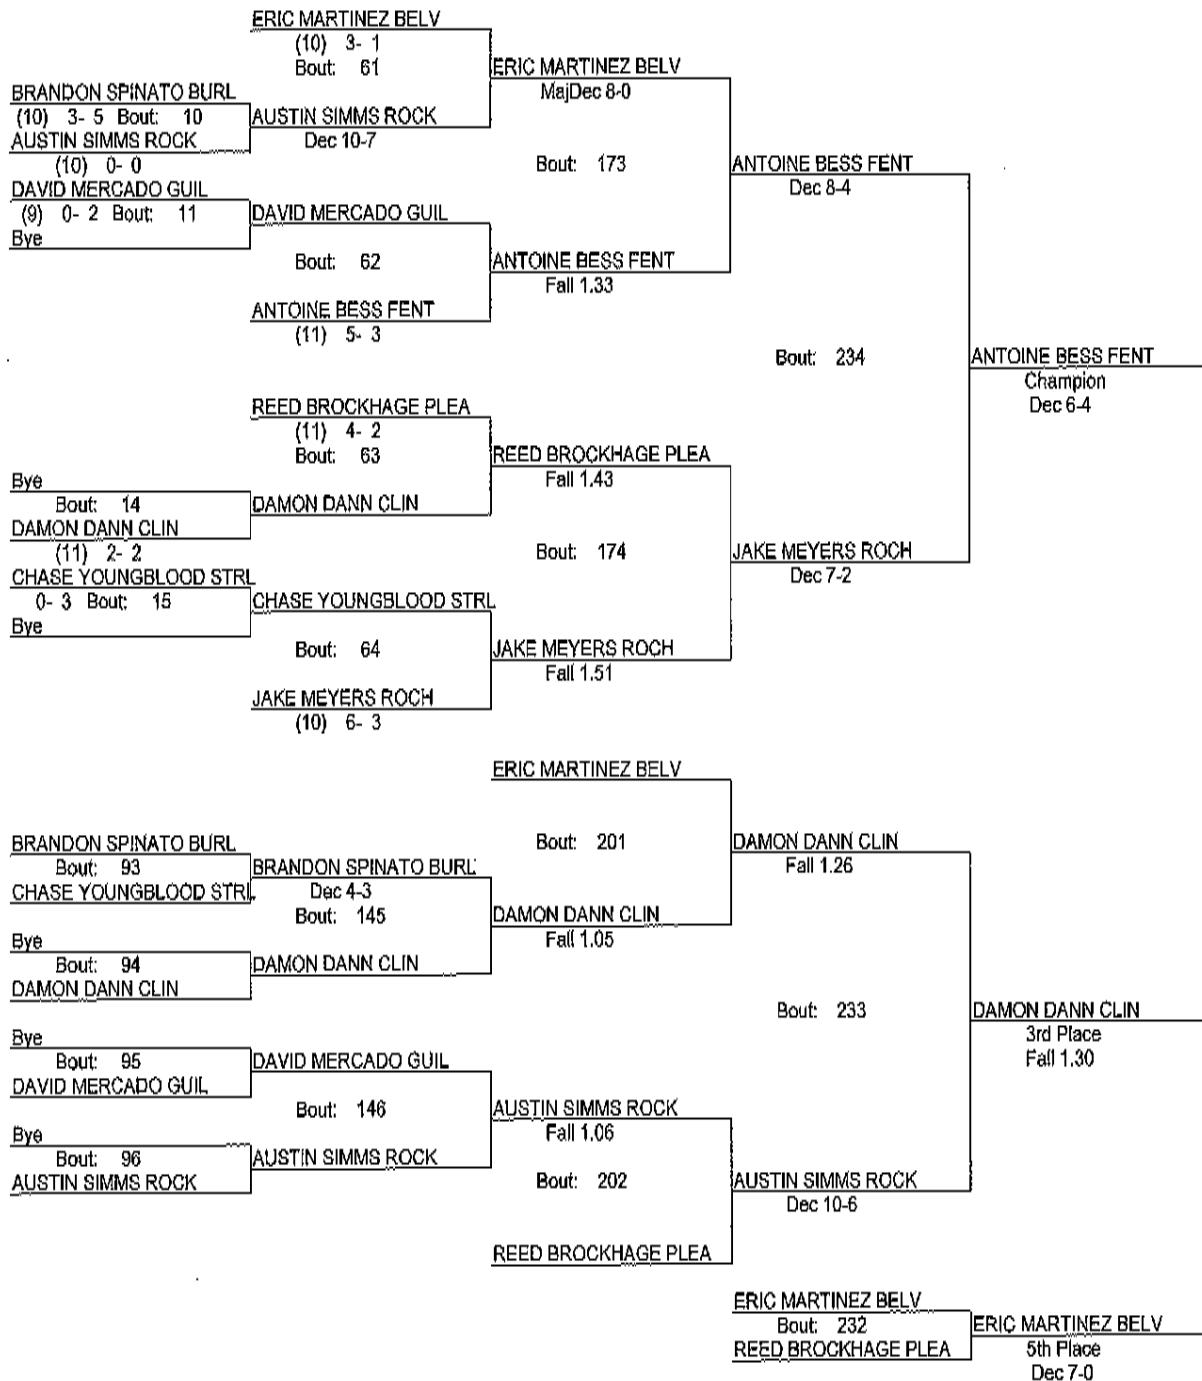 ERIC MARTINEZ BELV
(10) 3- 1
Bout: 61
ERIC MARTINEZ BELV
MajDec 8-0
BRANDON SPINATO BURL
(10) 3- 5 Bout: 10
AUSTIN SIMMS ROCK
Dec 10-7
AUSTIN SIMMS ROCK
(10) 0- 0
Bout: 173
ANTOINE BESS FENT
Dec 8-4
DAVID MERCADO GUIL
(9) 0- 2 Bout: 11
DAVID MERCADO GUIL
Bye
Bout: 62
ANTOINE BESS FENT
Fall 1.33
ANTOINE BESS FENT
(11) 5- 3
Bout: 234
ANTOINE BESS FENT
Champion
Dec 6-4
REED BROCKHAGE PLEA
(11) 4- 2
Bout: 63
REED BROCKHAGE PLEA
Fall 1.43
Bye
Bout: 14
DAMON DANN CLIN
DAMON DANN CLIN
(11) 2- 2
Bout: 174
JAKE MEYERS ROCH
Dec 7-2
CHASE YOUNGBLOOD STRL
0- 3 Bout: 15
CHASE YOUNGBLOOD STRL
Bye
Bout: 64
JAKE MEYERS ROCH
Fall 1.51
JAKE MEYERS ROCH
(10) 6- 3
ERIC MARTINEZ BELV
Bout: 201
DAMON DANN CLIN
Fall 1.26
BRANDON SPINATO BURL
Bout: 93
BRANDON SPINATO BURL
Dec 4-3
CHASE YOUNGBLOOD STRL
Bout: 145
DAMON DANN CLIN
Fall 1.05
Bye
Bout: 94
DAMON DANN CLIN
DAMON DANN CLIN
Bout: 233
DAMON DANN CLIN
3rd Place
Fall 1.30
Bye
Bout: 95
DAVID MERCADO GUIL
DAVID MERCADO GUIL
Bout: 146
AUSTIN SIMMS ROCK
Fall 1.06
Bye
Bout: 96
AUSTIN SIMMS ROCK
AUSTIN SIMMS ROCK
Bout: 202
AUSTIN SIMMS ROCK
Dec 10-6
REED BROCKHAGE PLEA
ERIC MARTINEZ BELV
Bout: 232
REED BROCKHAGE PLEA
ERIC MARTINEZ BELV
5th Place
Dec 7-0